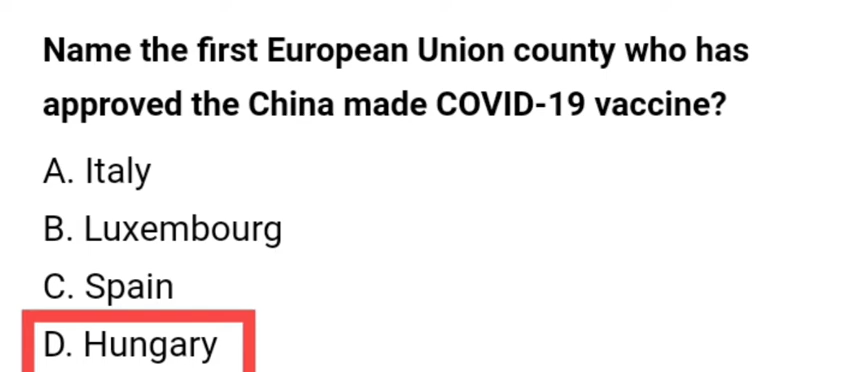 Name the first European Union county who has
approved the China made COVID-19 vaccine?
A. Italy
B. Luxembourg
C. Spain
D. Hungary